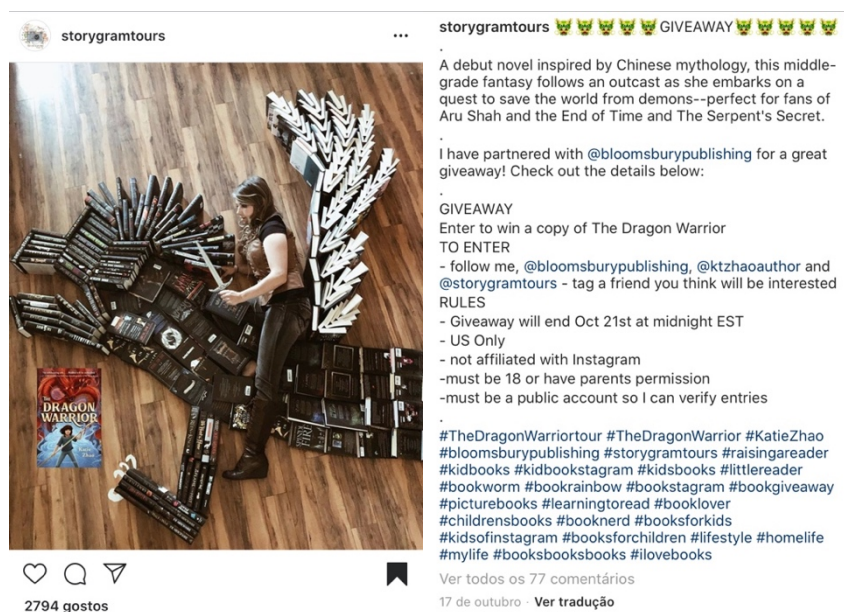 storygramtours
THE
DRAGON
WARRIOR
2794 gostos
storygramtours 🐲🐲🐲🐲🐲GIVEAWAY🐲🐲🐲🐲🐲
.
A debut novel inspired by Chinese mythology, this middle-
grade fantasy follows an outcast as she embarks on a
quest to save the world from demons--perfect for fans of
Aru Shah and the End of Time and The Serpent's Secret.
.
I have partnered with @bloomsburypublishing for a great
giveaway! Check out the details below:
.
GIVEAWAY
Enter to win a copy of The Dragon Warrior
TO ENTER
- follow me, @bloomsburypublishing, @ktzhaoauthor and
@storygramtours - tag a friend you think will be interested
RULES
- Giveaway will end Oct 21st at midnight EST
- US Only
- not affiliated with Instagram
-must be 18 or have parents permission
-must be a public account so I can verify entries
.
#TheDragonWarriortour #TheDragonWarrior #KatieZhao
#bloomsburypublishing #storygramtours #raisingareader
#kidbooks #kidbookstagram #kidsbooks #littlereader
#bookworm #bookrainbow #bookstagram #bookgiveaway
#picturebooks #learningtoread #booklover
#childrensbooks #booknerd #booksforkids
#kidsofinstagram #booksforchildren #lifestyle #homelife
#mylife #booksbooksbooks #ilovebooks
Ver todos os 77 comentários
17 de outubro · Ver tradução